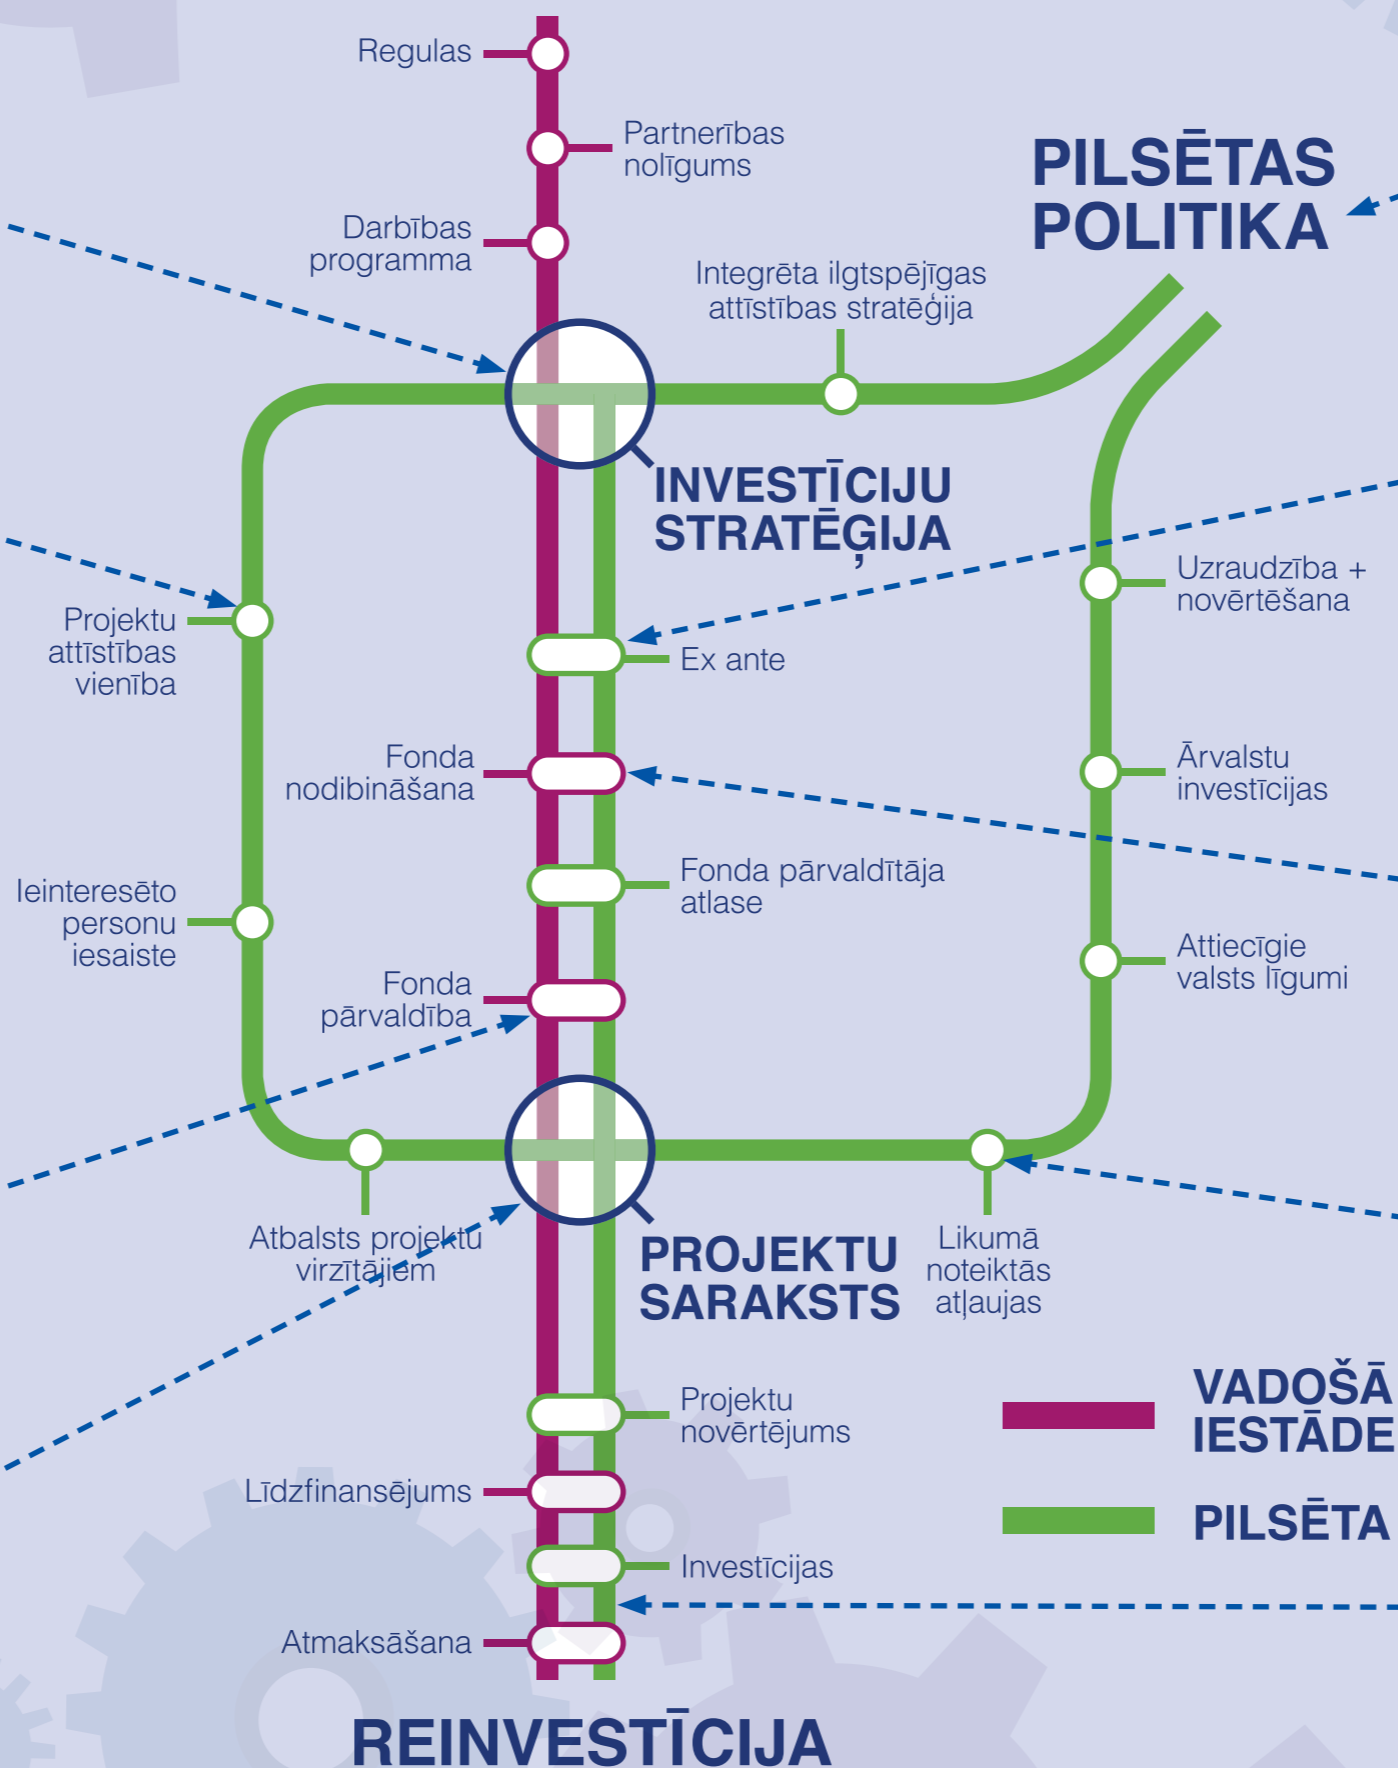 Regulas
Partnerības
nolīgums
PILSĒTAS
POLITIKA
Darbības
programma
Integrēta ilgtspējīgas
attīstības stratēģija
INVESTĪCIJU
STRATĒĢIJA
Uzraudzība +
novērtēšana
Projektu
attīstības
vienība
Ex ante
Fonda
nodibināšana
Ārvalstu
investīcijas
Fonda pārvaldītāja
atlase
Ieinteresēto
personu
iesaiste
Attiecīgie
valsts līgumi
Fonda
pārvaldība
Atbalsts projektu
virzītājiem
PROJEKTU
SARAKSTS
Likumā
noteiktās
atļaujas
Projektu
novērtējums
VADOŠĀ
IESTĀDE
Līdzfinansējums
PILSĒTA
Investīcijas
Atmaksāšana
REINVESTĪCIJA